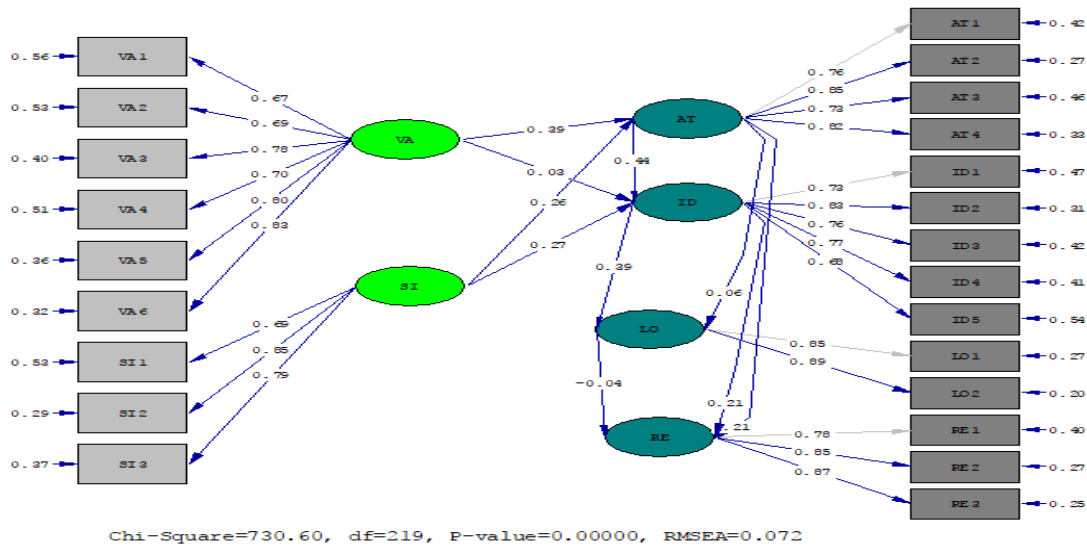 0.56 VA1
0.53 VA2
0.40 VA3
0.51 VA4
0.36 VA5
0.32 VA6
0.53 SI1
0.29 SI2
0.37 SI3
0.67
0.69
0.78
0.70
0.80
0.83
0.69
0.85
0.79
VA
SI
0.39
0.03
0.26
0.27
AT
0.44
ID
0.39
LO
0.06
-0.04
RE
0.21
.21
0.76
0.85
0.73
0.82
0.73
0.83
0.76
0.77
0.68
0.85
0.89
0.78
0.85
0.87
AT1 0.42
AT2 0.27
AT3 0.46
AT4 0.33
ID1 0.47
ID2 0.31
ID3 0.42
ID4 0.41
ID5 0.54
LO1 0.27
LO2 0.20
RE1 0.40
RE2 0.27
RE3 0.25
Chi-Square=730.60, df=219, P-value=0.00000, RMSEA=0.072